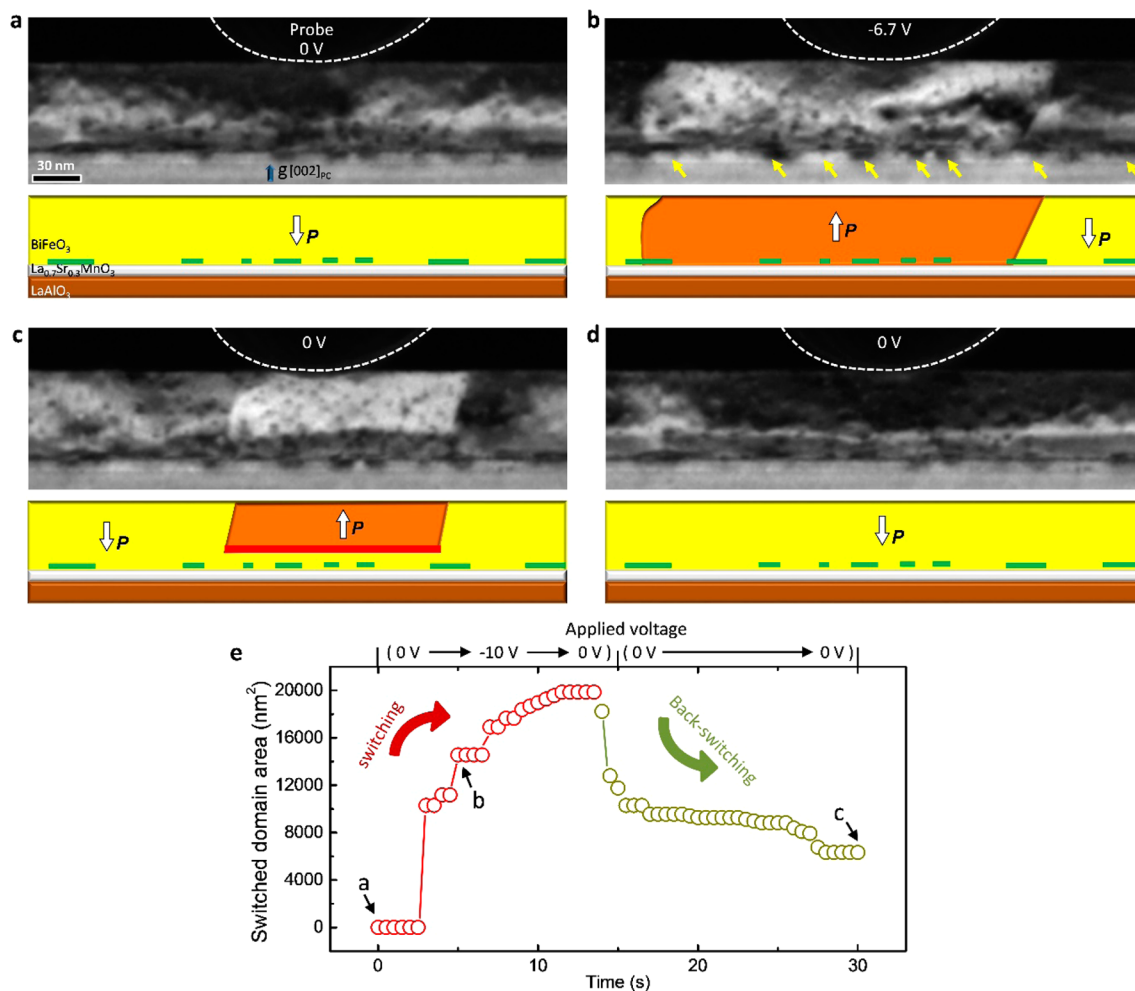 a
Probe
0 V
30 nm
g[002]PC
P
BiFeO3
La0.7Sr0.3MnO3
LaAlO3
b
-6.7 V
P
P
c
0 V
P
P
d
0 V
P
e
Applied voltage
( 0 V → -10 V → 0 V ) ( 0 V → 0 V )
Switched domain area (nm2)
20000
16000
12000
8000
4000
0
switching
Back-switching
a
b
c
0
10
20
30
Time (s)